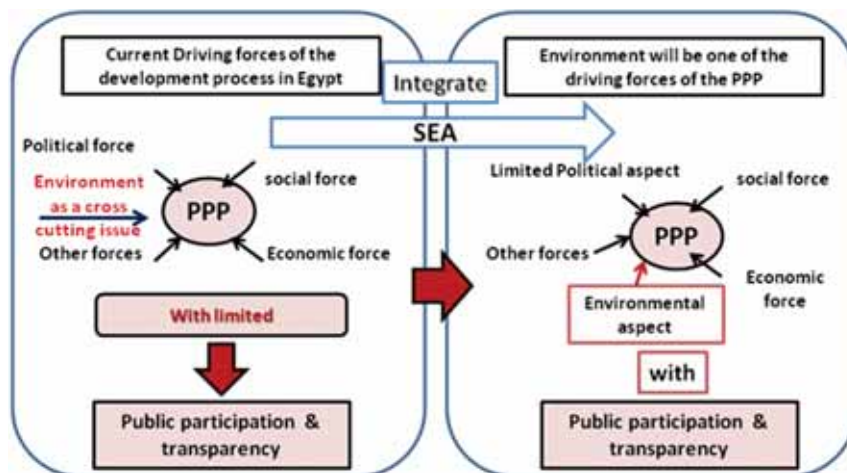 Current Driving forces of the
development process in Egypt
Integrate
Environment will be one of the
driving forces of the PPP
SEA
Political force
Environment
as a cross
cutting issue
social force
PPP
Other forces
Economic force
With limited
Public participation &
transparency
Limited Political aspect
social force
PPP
Other forces
Economic
force
Environmental
aspect
with
Public participation &
transparency